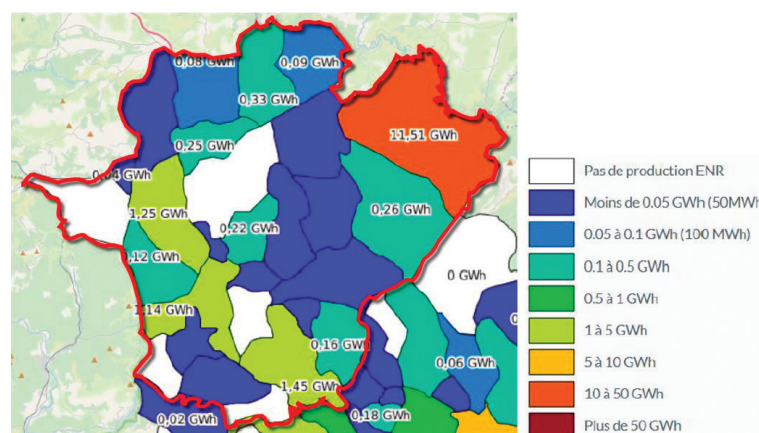 0,08 GWh
0,09 GWh
0,33 GWh
11,51 GWh
0,25 GWh
0,04 GWh
Pas de production ENR
1,25 GWh
0,26 GWh
Moins de 0.05 GWh (50MWh
0,22 GWh
0.05 à 0.1 GWh (100 MWh)
,12 GWh
0 GWh
0.1 à 0.5 GWh
0.5 à 1 GWh
1,14 GWh
1 à 5 GWh
0,16 GWh
0,06 GWh
5 à 10 GWh
1,45 GWh
10 à 50 GWh
0,02 GWh
0,18 GWh
Plus de 50 GWh